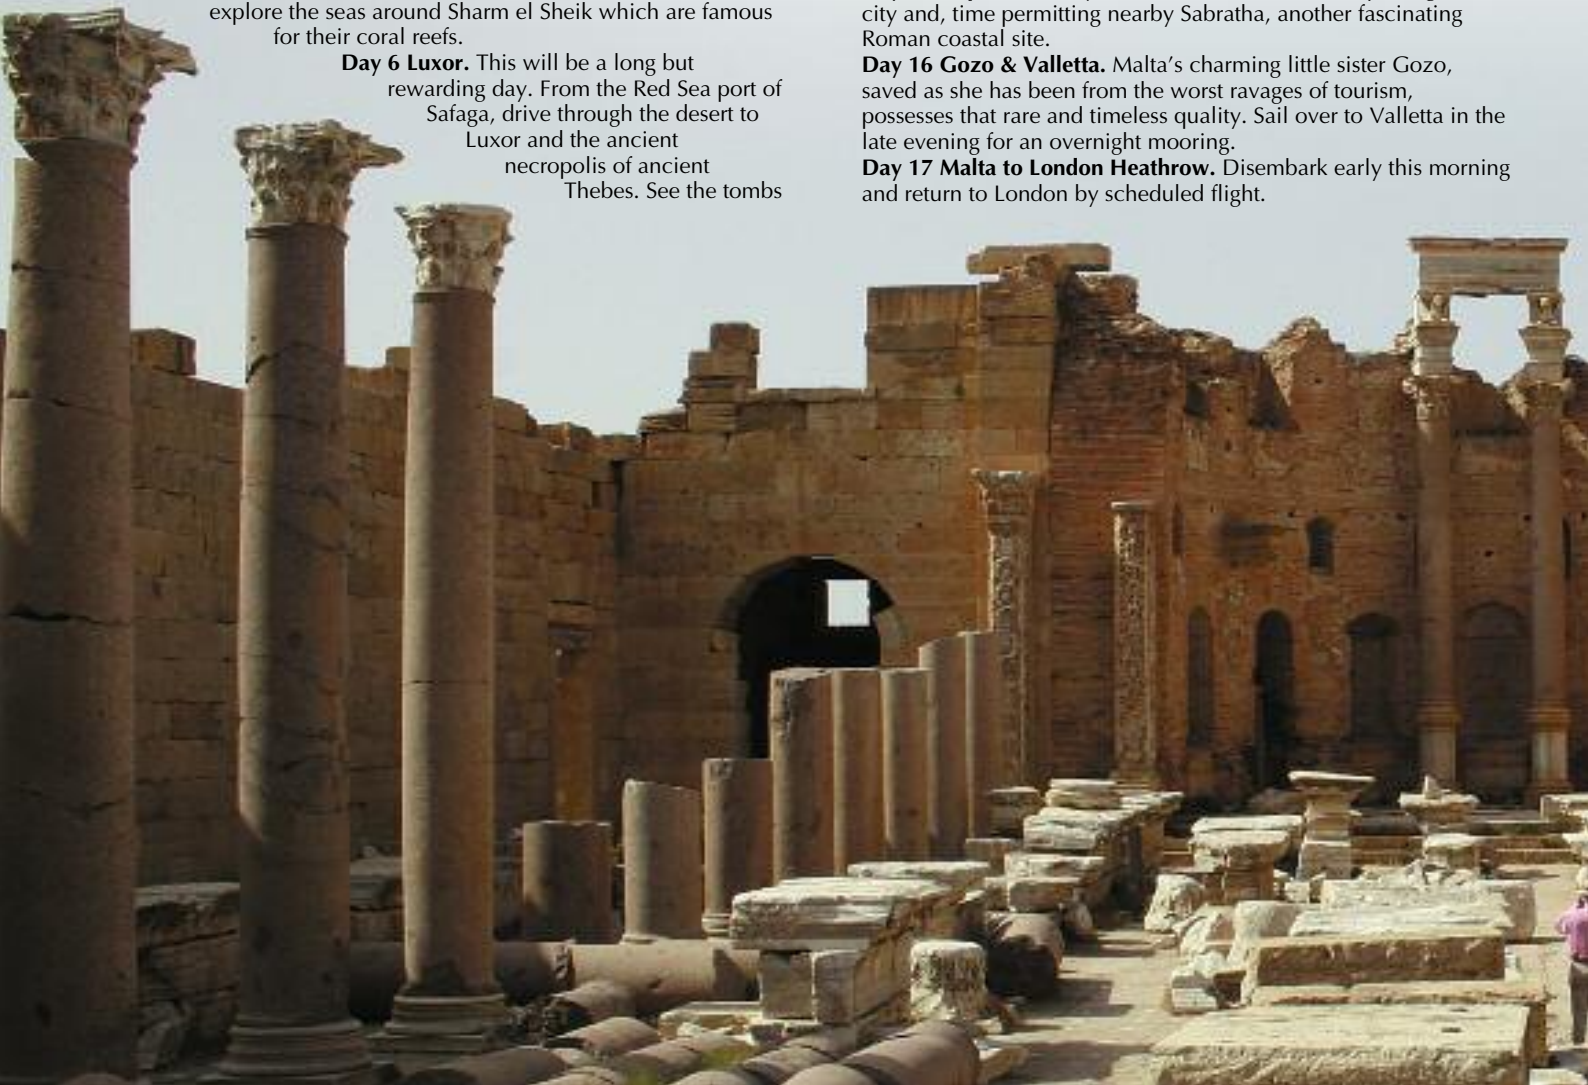 explore the seas around Sharm el Sheik which are famous
for their coral reefs.
Day 6 Luxor. This will be a long but
rewarding day. From the Red Sea port of
Safaga, drive through the desert to
Luxor and the ancient
necropolis of ancient
Thebes. See the tombs
city and, time permitting nearby Sabratha, another fascinating
Roman coastal site.
Day 16 Gozo & Valletta. Malta’s charming little sister Gozo,
saved as she has been from the worst ravages of tourism,
possesses that rare and timeless quality. Sail over to Valletta in the
late evening for an overnight mooring.
Day 17 Malta to London Heathrow. Disembark early this morning
and return to London by scheduled flight.